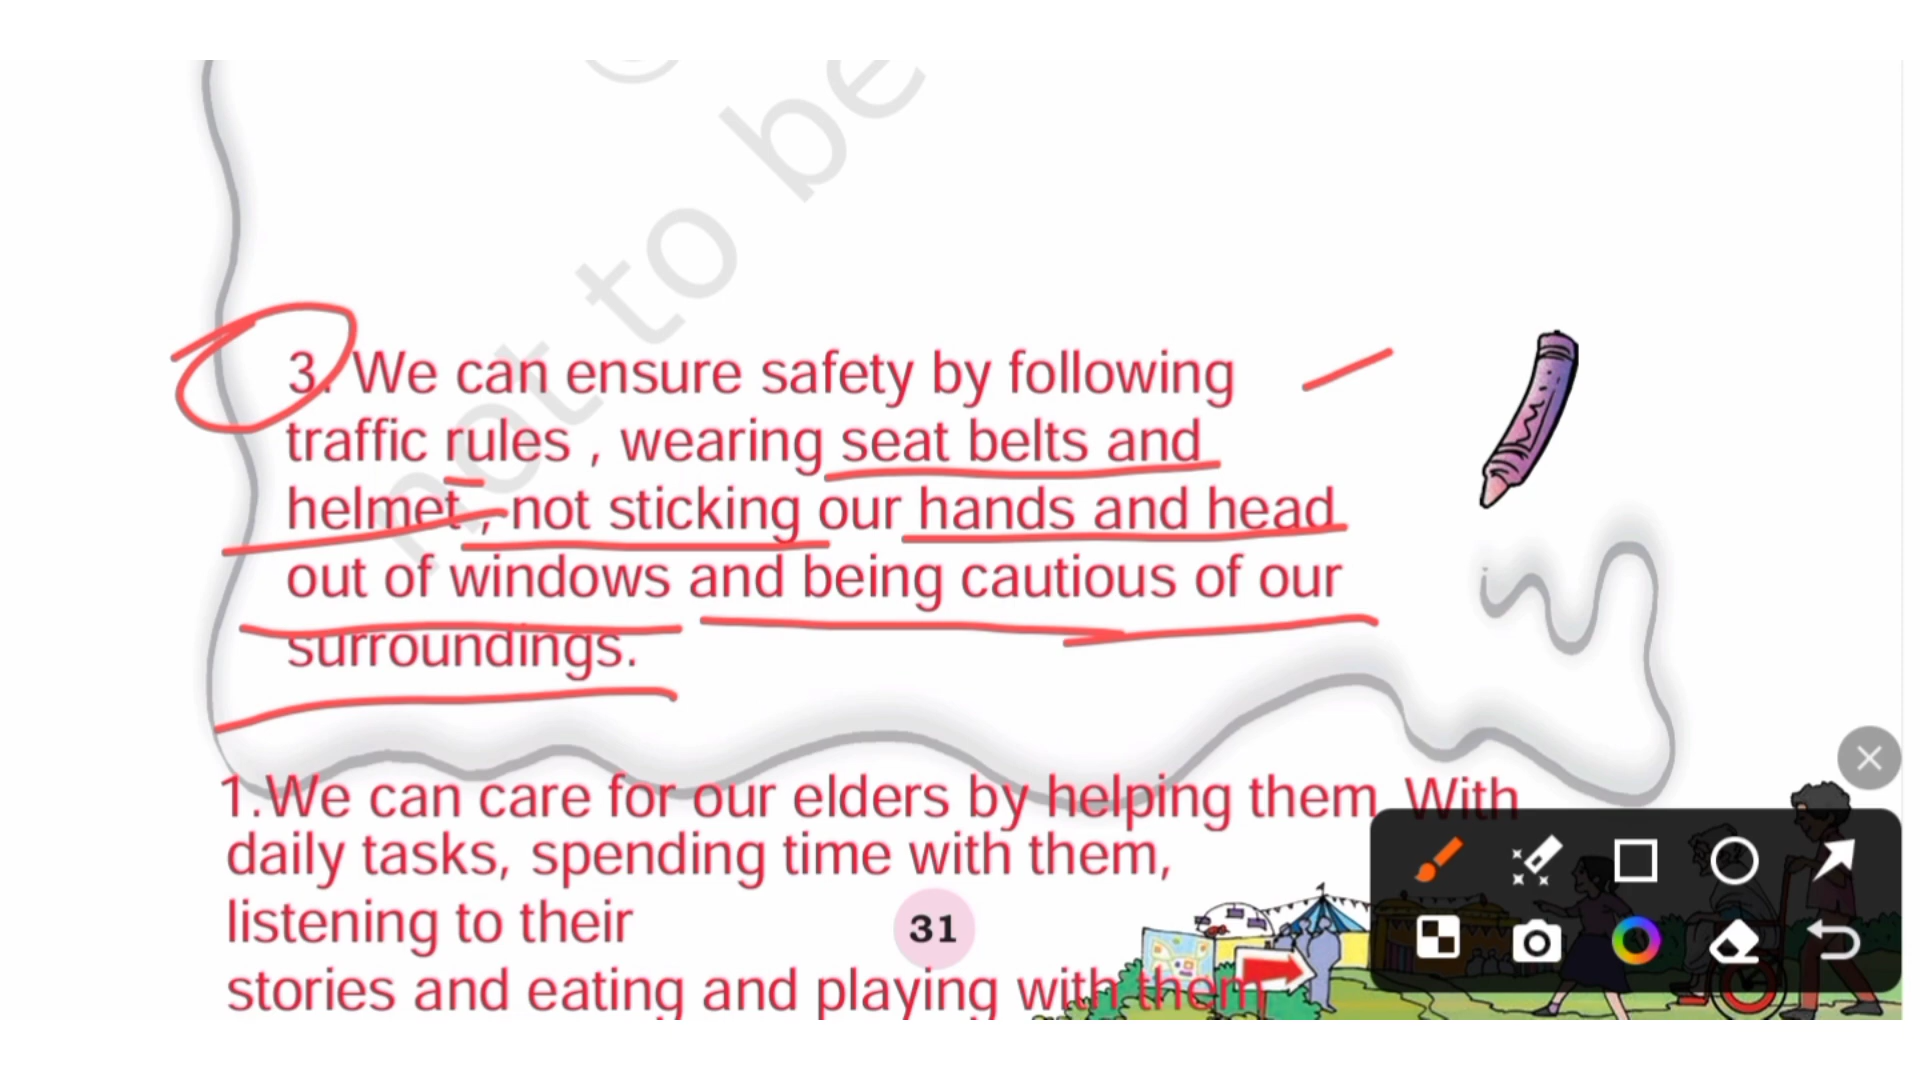 not to be
3. We can ensure safety by following
traffic rules , wearing seat belts and
helmet , not sticking our hands and head
out of windows and being cautious of our
surroundings.
1.We can care for our elders by helping them With
daily tasks, spending time with them,
listening to their
31
stories and eating and playing with them